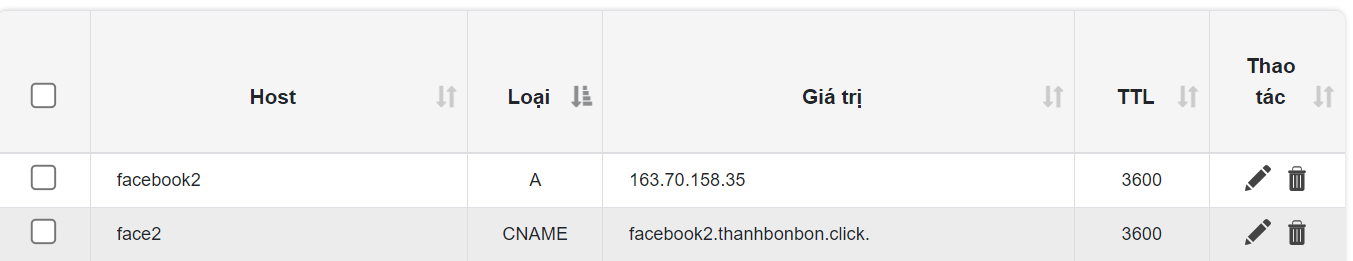 Host Loại Giá trị TTL Thao
tác
facebook2 A 163.70.158.35 3600
face2 CNAME facebook2.thanhbonbon.click. 3600